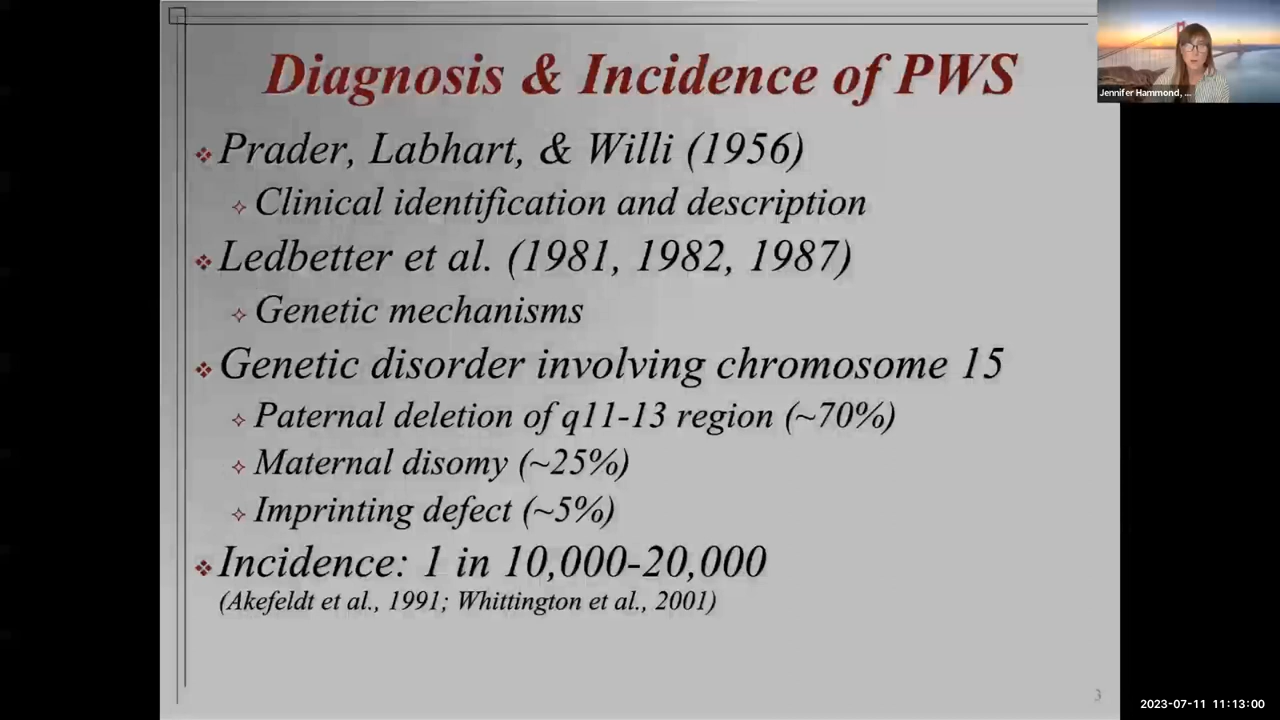 Diagnosis & Incidence of PWS
Prader, Labhart, & Willi (1956)
Clinical identification and description
Ledbetter et al. (1981, 1982, 1987)
Genetic mechanisms
Genetic disorder involving chromosome 15
Paternal deletion of q11-13 region (~70%)
Maternal disomy (~25%)
Imprinting defect (~5%)
Incidence: 1 in 10,000-20,000
(Akefeldt et al., 1991; Whittington et al., 2001)
3
Jennifer Hammond, ...
2023-07-11 11:13:00